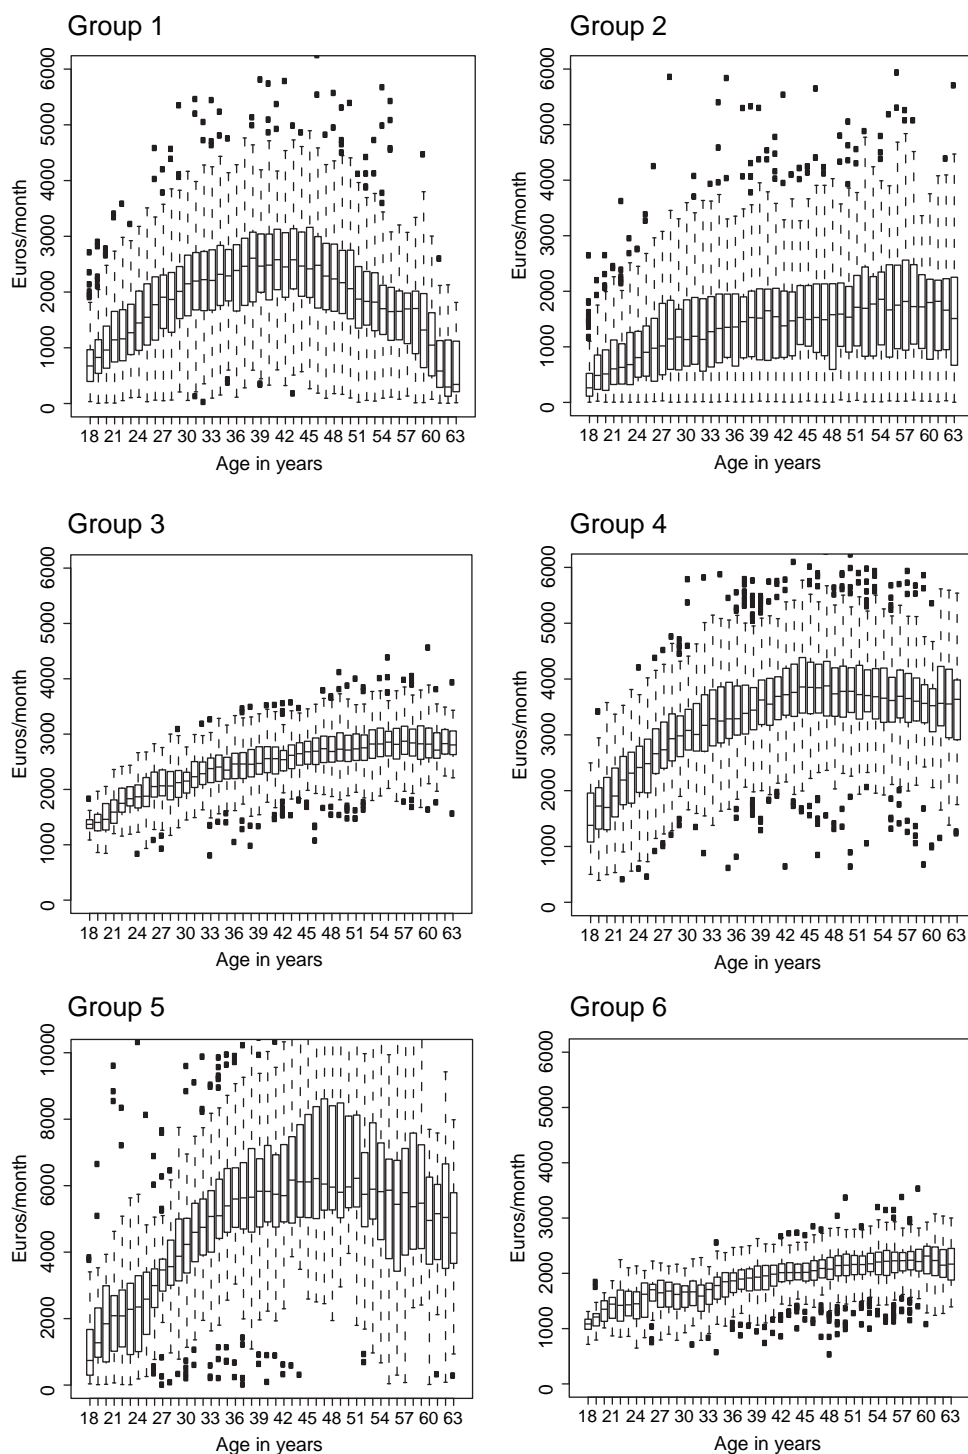 Group 1
Euros/month
0 1000 2000 3000 4000 5000 6000
18 21 24 27 30 33 36 39 42 45 48 51 54 57 60 63
Age in years
Group 2
Euros/month
0 1000 2000 3000 4000 5000 6000
18 21 24 27 30 33 36 39 42 45 48 51 54 57 60 63
Age in years
Group 3
Euros/month
0 1000 2000 3000 4000 5000 6000
18 21 24 27 30 33 36 39 42 45 48 51 54 57 60 63
Age in years
Group 4
Euros/month
0 1000 2000 3000 4000 5000 6000
18 21 24 27 30 33 36 39 42 45 48 51 54 57 60 63
Age in years
Group 5
Euros/month
0 2000 4000 6000 8000 10000
18 21 24 27 30 33 36 39 42 45 48 51 54 57 60 63
Age in years
Group 6
Euros/month
0 1000 2000 3000 4000 5000 6000
18 21 24 27 30 33 36 39 42 45 48 51 54 57 60 63
Age in years